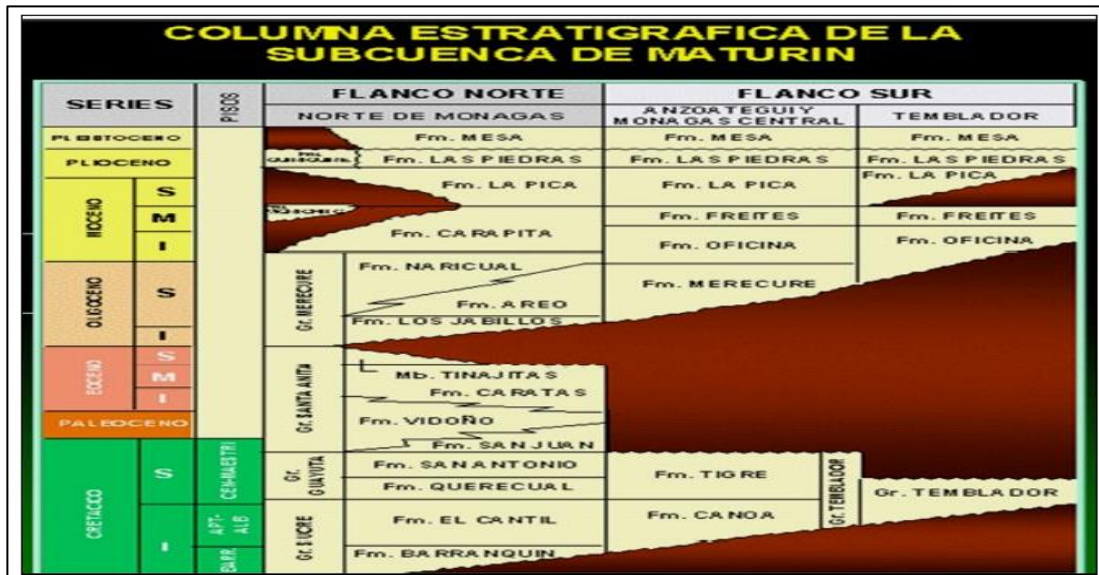 COLUMNA ESTRATIGRAFICA DE LA
SUBCUENCA DE MATURIN
SERIES
PISOS
FLANCO NORTE
FLANCO SUR
NORTE DE MONAGAS
ANZOATEGUI Y
MONAGAS CENTRAL
TEMBLADOR
PLEISTOCENO
Fm. MESA
Fm. MESA
Fm. MESA
PLIOCENO
Fm. LAS PIEDRAS
Fm. LAS PIEDRAS
Fm. LAS PIEDRAS
MIOCENO
S
Fm. LA PICA
Fm. LA PICA
Fm. LA PICA
M
Fm. FREITES
Fm. FREITES
I
Fm. CARAPITA
Fm. OFICINA
Fm. OFICINA
OLIGOCENO
S
I
Gr. MERECURE
Fm. NARICUAL
Fm. MERECURE
Fm. AREO
Fm. LOS JABILLOS
EOCENO
S
M
I
Gr. SANTA ANITA
Mb. TINAJITAS
Fm. CARATAS
PALEOCENO
Fm. VIDOÑO
Fm. SAN JUAN
CRETACICO
S
CEN-MAESTRI
Gr.
GUAYUTA
Fm. SAN ANTONIO
Fm. TIGRE
Gr. TEMBLADOR
Gr. TEMBLADOR
Fm. QUERECUAL
I
APT-
ALB
Gr. SUCRE
Fm. EL CANTIL
Fm. CANOA
BARR.
Fm. BARRANQUIN